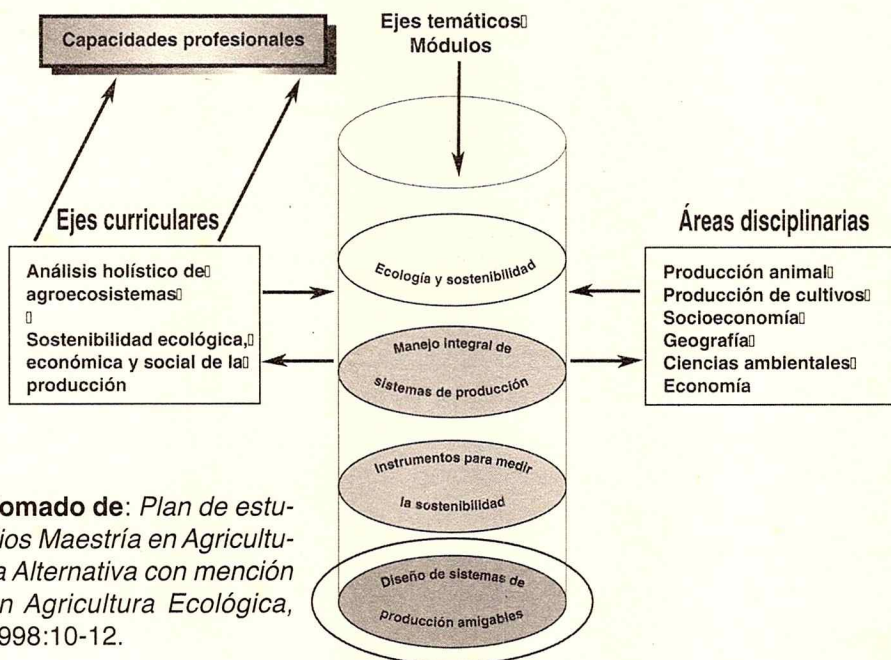 Capacidades profesionales
Ejes temáticos
Módulos
Ejes curriculares
Análisis holístico de
agroecosistemas
Sostenibilidad ecológica,
económica y social de la
producción
Ecología y sostenibilidad
Manejo integral de
sistemas de producción
Instrumentos para medir
la sostenibilidad
Diseño de sistemas de
producción amigables
Áreas disciplinarias
Producción animal
Producción de cultivos
Socioeconomía
Geografía
Ciencias ambientales
Economía
omado de: Plan de estu-
ios Maestría en Agricultu-
a Alternativa con mención
n Agricultura Ecológica,
998:10-12.